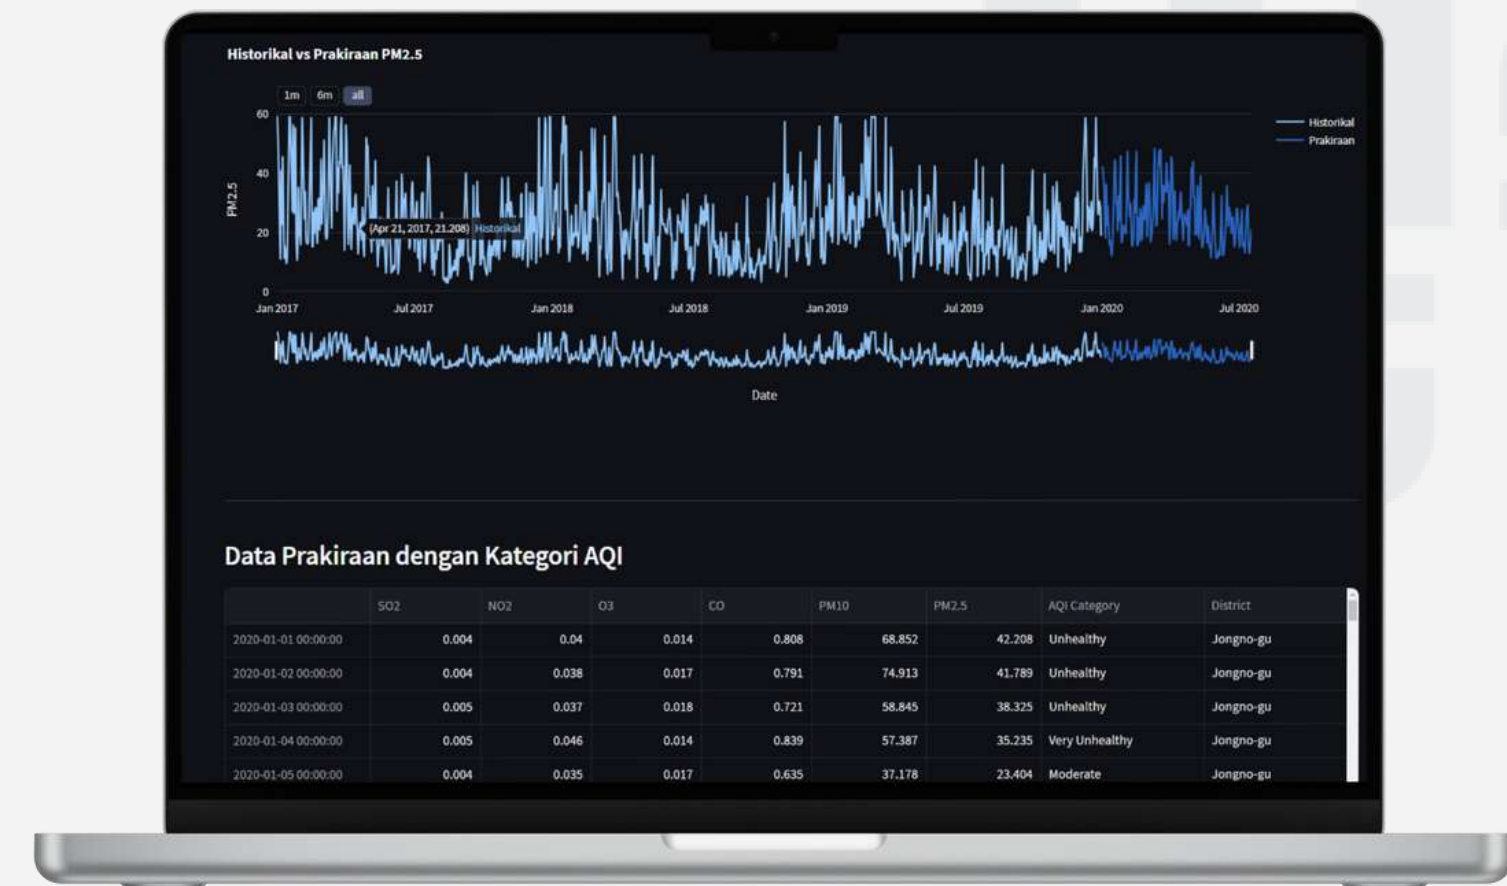 Historikal vs Prakiraan PM2.5
1m 6m all
Historikal
Prakiraan
60
40
20
0
PM2.5
(Apr 21, 2017, 21.208) Historikal
Jan 2017 Jul 2017 Jan 2018 Jul 2018 Jan 2019 Jul 2019 Jan 2020 Jul 2020
Date
Data Prakiraan dengan Kategori AQI
SO2 NO2 O3 CO PM10 PM2.5 AQI Category District
2020-01-01 00:00:00 0.004 0.04 0.014 0.808 68.852 42.208 Unhealthy Jongno-gu
2020-01-02 00:00:00 0.004 0.038 0.017 0.791 74.913 41.789 Unhealthy Jongno-gu
2020-01-03 00:00:00 0.005 0.037 0.018 0.721 58.845 38.325 Unhealthy Jongno-gu
2020-01-04 00:00:00 0.005 0.046 0.014 0.839 57.387 35.235 Very Unhealthy Jongno-gu
2020-01-05 00:00:00 0.004 0.035 0.017 0.635 37.178 23.404 Moderate Jongno-gu